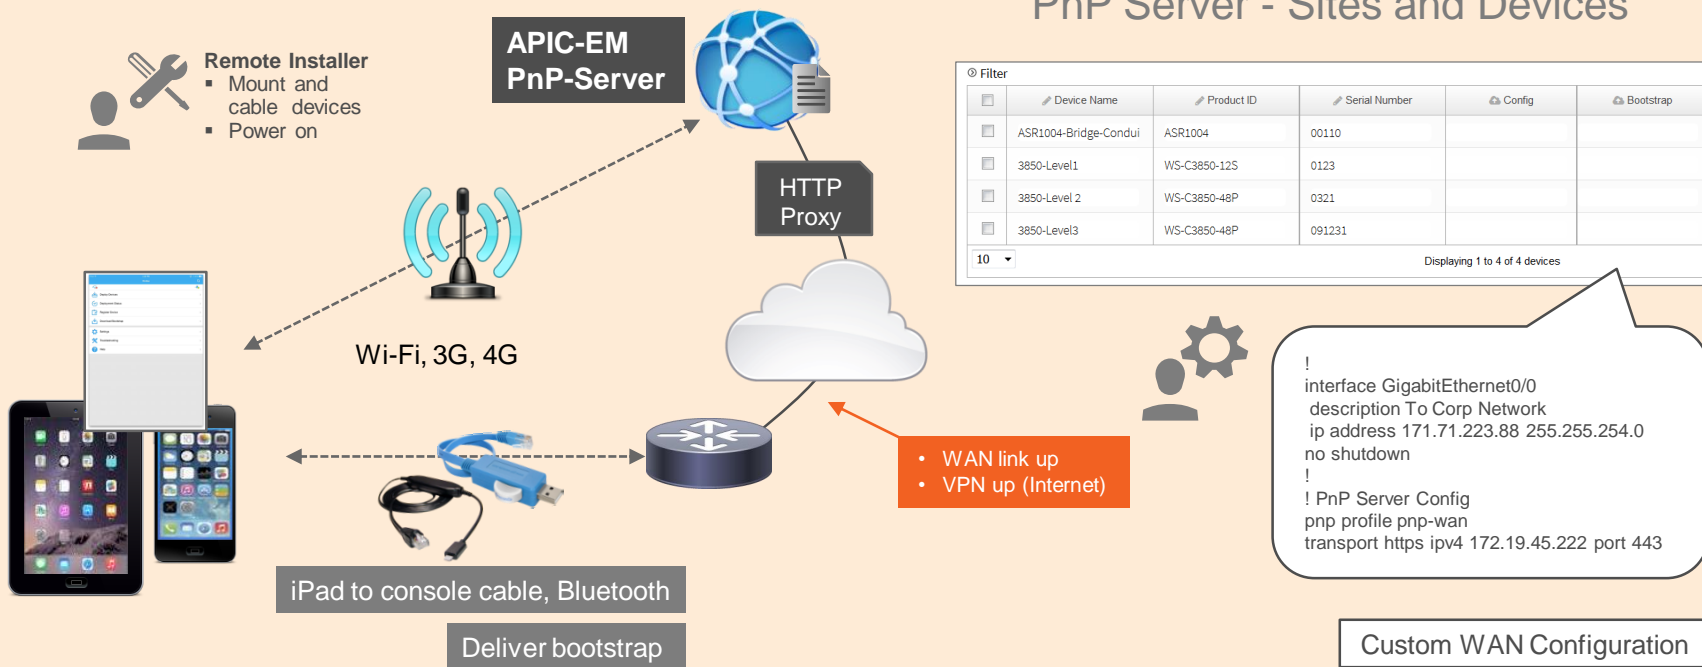 PnP Server - Sites and Devices
Remote Installer
▪ Mount and
cable devices
▪ Power on
APIC-EM
PnP-Server
HTTP
Proxy
Wi-Fi, 3G, 4G
Filter
Device Name Product ID Serial Number Config Bootstrap
ASR1004-Bridge-Condui ASR1004 00110
3850-Level1 WS-C3850-12S 0123
3850-Level 2 WS-C3850-48P 0321
3850-Level3 WS-C3850-48P 091231
10 Displaying 1 to 4 of 4 devices
• WAN link up
• VPN up (Internet)
!
interface GigabitEthernet0/0
description To Corp Network
ip address 171.71.223.88 255.255.254.0
no shutdown
!
! PnP Server Config
pnp profile pnp-wan
transport https ipv4 172.19.45.222 port 443
iPad to console cable, Bluetooth
Deliver bootstrap
Custom WAN Configuration